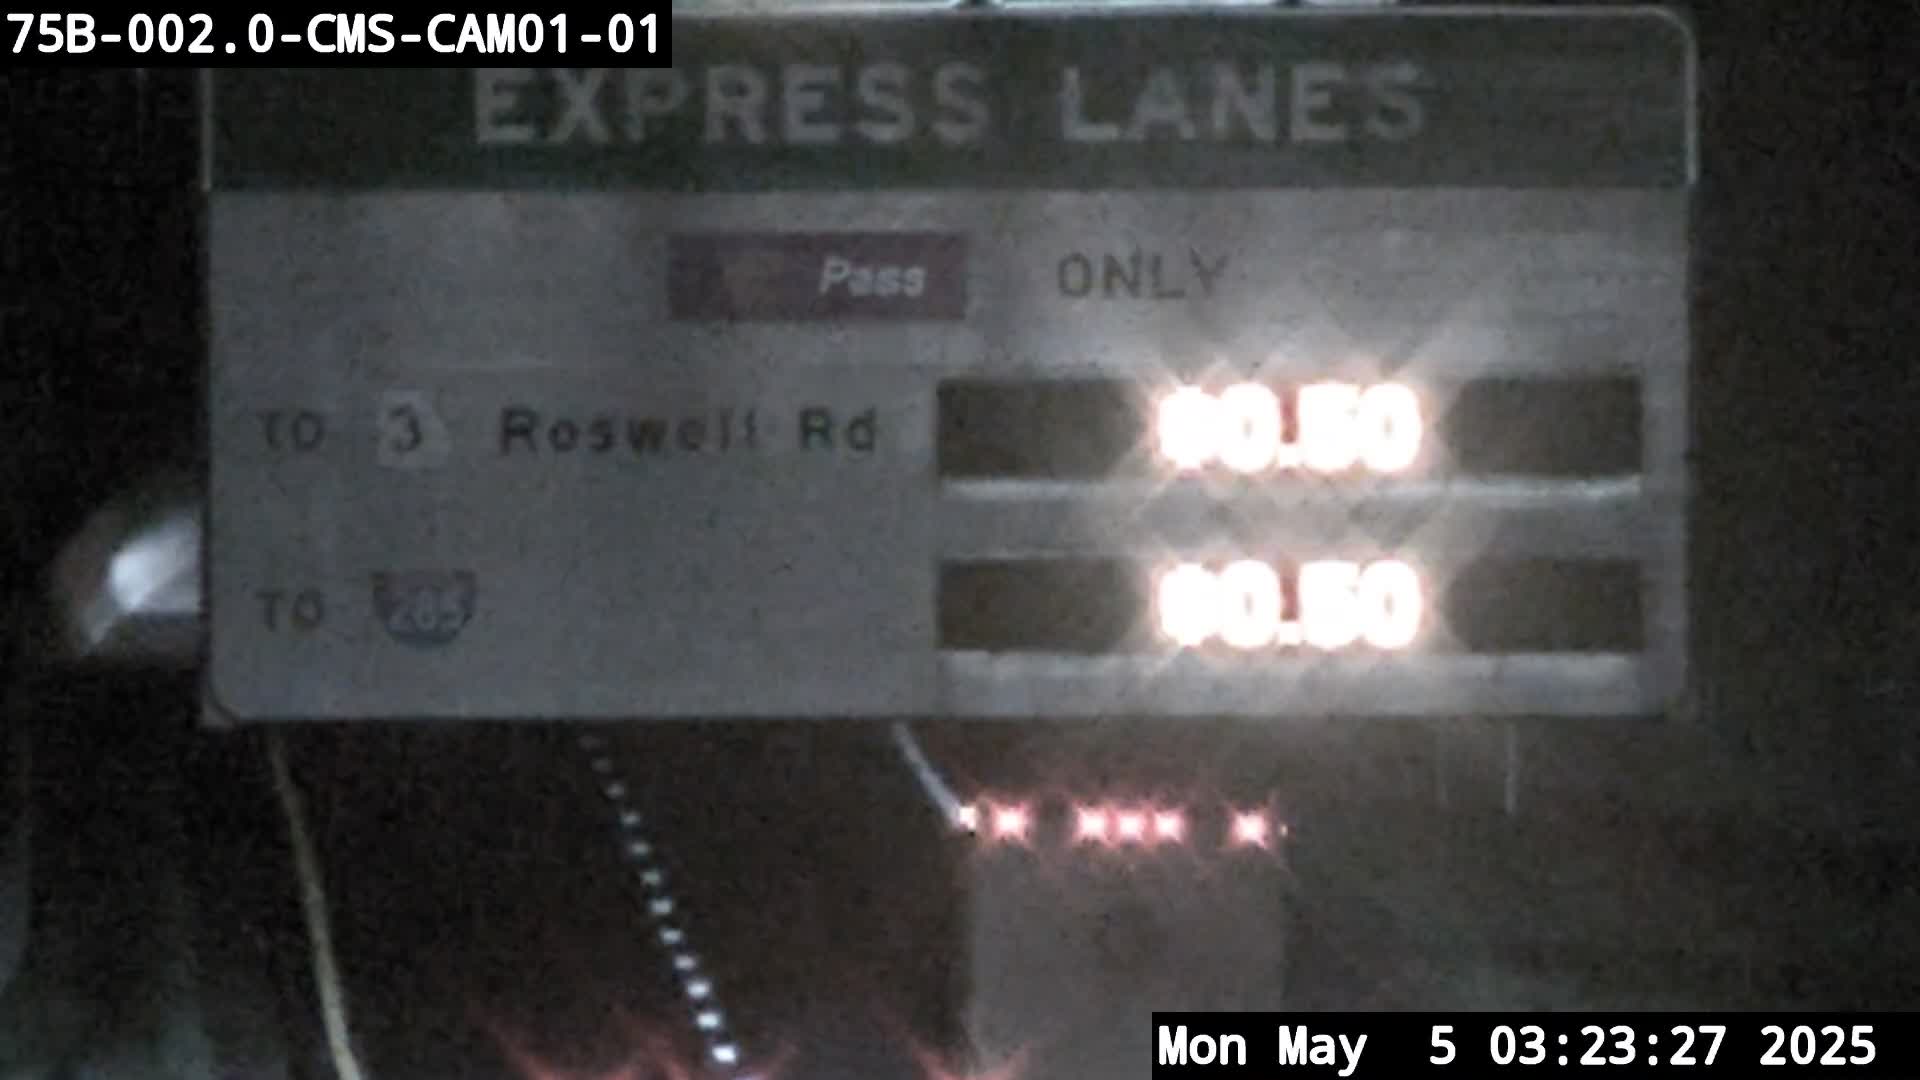 75B-002.0-CMS-CAM01-01
EXPRESS LANES
Pass ONLY
TO 3 Roswell Rd $0.50
TO 285 $0.50
Mon May 5 03:23:27 2025